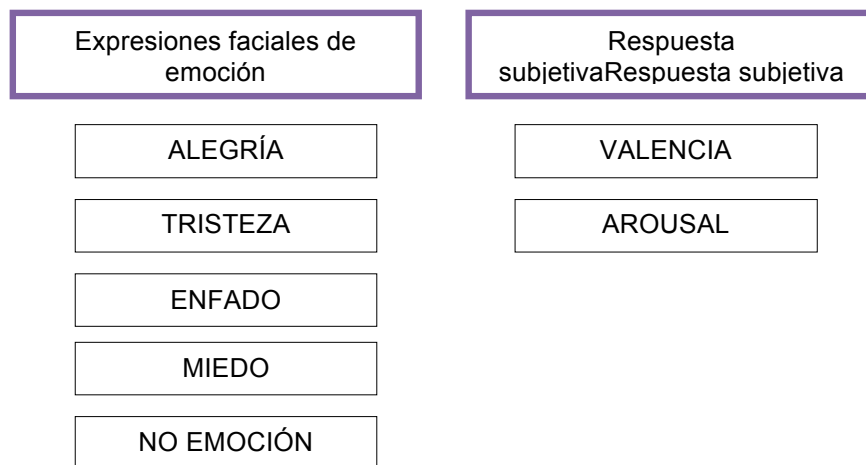 Expresiones faciales de
emoción
Respuesta
subjetivaRespuesta subjetiva
ALEGRÍA
TRISTEZA
ENFADO
MIEDO
NO EMOCIÓN
VALENCIA
AROUSAL